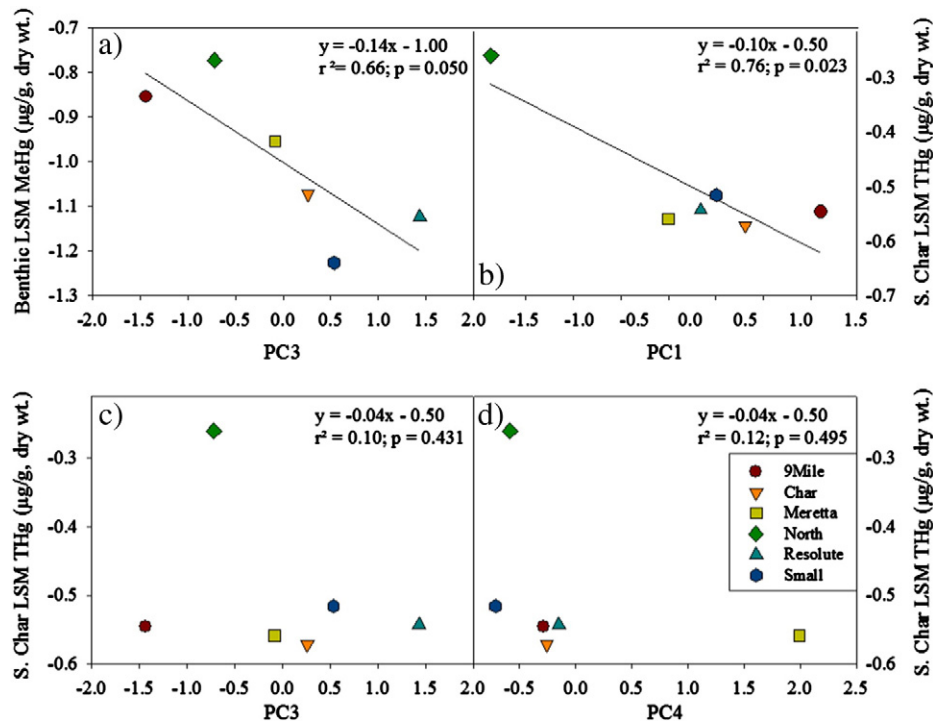 a)
y = -0.14x - 1.00
r² = 0.66; p = 0.050
Benthic LSM MeHg (µg/g, dry wt.)
-0.7
-0.8
-0.9
-1.0
-1.1
-1.2
-1.3
2.0 -1.5 -1.0 -0.5 0.0 0.5 1.0 1.5
PC3
b)
y = -0.10x - 0.50
r² = 0.76; p = 0.023
S. Char LSM THg (µg/g, dry wt.)
-0.3
-0.4
-0.5
-0.6
-0.7
2.0 -1.5 -1.0 -0.5 0.0 0.5 1.0 1.5
PC1
c)
y = -0.04x - 0.50
r² = 0.10; p = 0.431
S. Char LSM THg (µg/g, dry wt.)
-0.3
-0.4
-0.5
-0.6
2.0 -1.5 -1.0 -0.5 0.0 0.5 1.0 1.5
PC3
d)
y = -0.04x - 0.50
r² = 0.12; p = 0.495
9Mile
Char
Meretta
North
Resolute
Small
S. Char LSM THg (µg/g, dry wt.)
-0.3
-0.4
-0.5
-0.6
2.0 -0.5 0.0 0.5 1.0 1.5 2.0 2.5
PC4